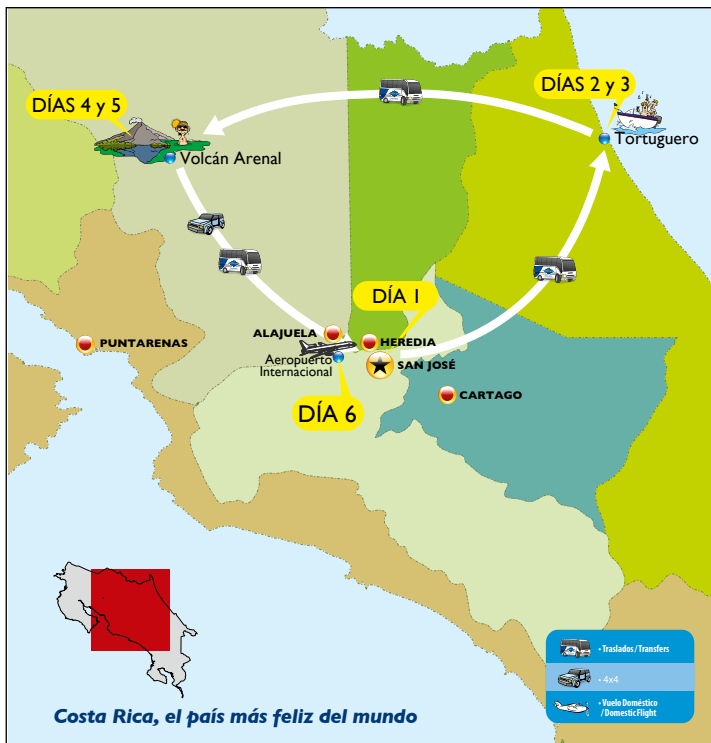 DÍAS 4 y 5
DÍAS 2 y 3
Tortuguero
Volcán Arenal
DÍA 1
ALAJUELA
HEREDIA
PUNTARENAS
Aeropuerto
Internacional
SAN JOSÉ
DÍA 6
CARTAGO
• Traslados/Transfers
• 4x4
• Vuelo Doméstico
/Domestic Flight
Costa Rica, el país más feliz del mundo